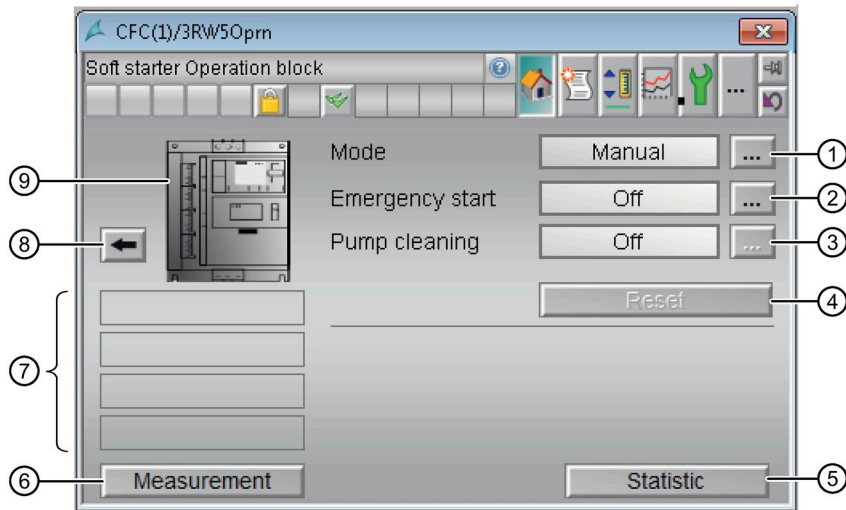 CFC(1)/3RW5Oprn
Soft starter Operation block
...
Mode Manual ... 1
Emergency start Off ... 2
Pump cleaning Off ... 3
Reset 4
9
8
7
6 Measurement Statistic 5